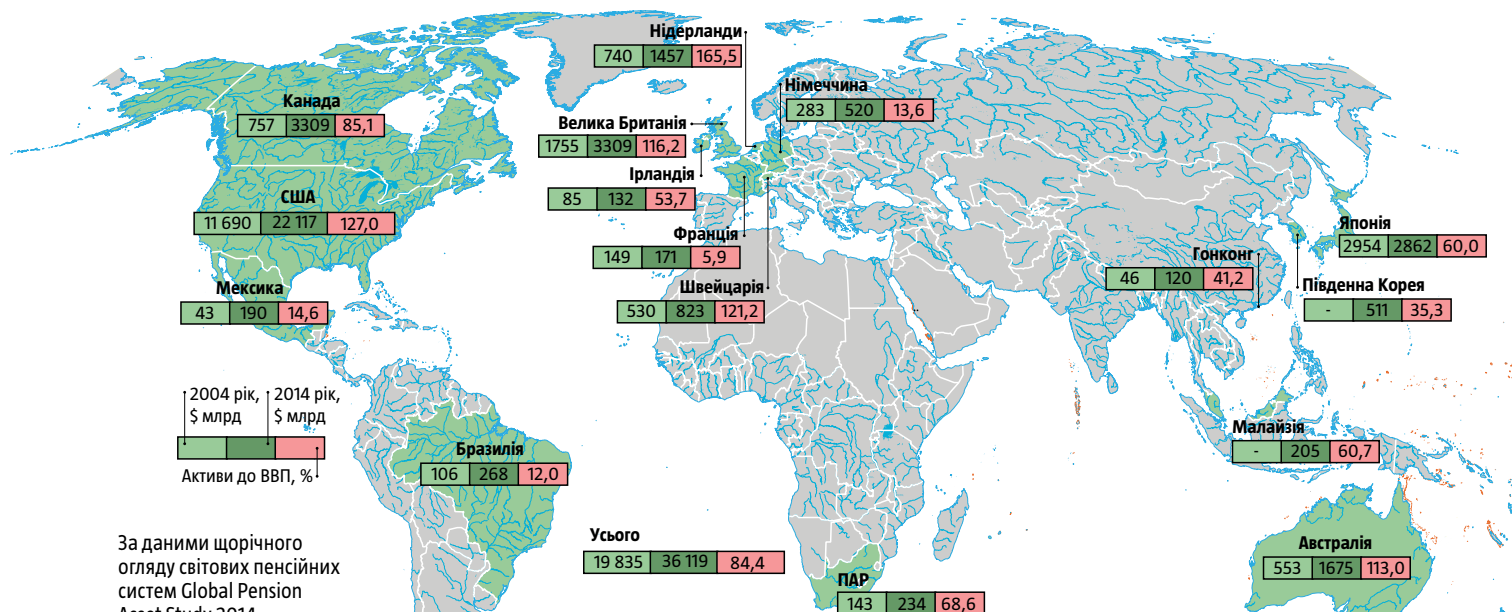 Нідерланди
740 1457 165,5
Німеччина
283 520 13,6
Канада
757 3309 85,1
Велика Британія
1755 3309 116,2
Ірландія
85 132 53,7
США
11 690 22 117 127,0
Франція
149 171 5,9
Японія
2954 2862 60,0
Гонконг
46 120 41,2
Мексика
43 190 14,6
Швейцарія
530 823 121,2
Південна Корея
- 511 35,3
2004 рік,
$ млрд
2014 рік,
$ млрд
Активи до ВВП, %
Бразилія
106 268 12,0
Малайзія
- 205 60,7
Усього
19 835 36 119 84,4
Австралія
553 1675 113,0
ПАР
143 234 68,6
За даними щорічного
огляду світових пенсійних
систем Global Pension
Asset Study 2014